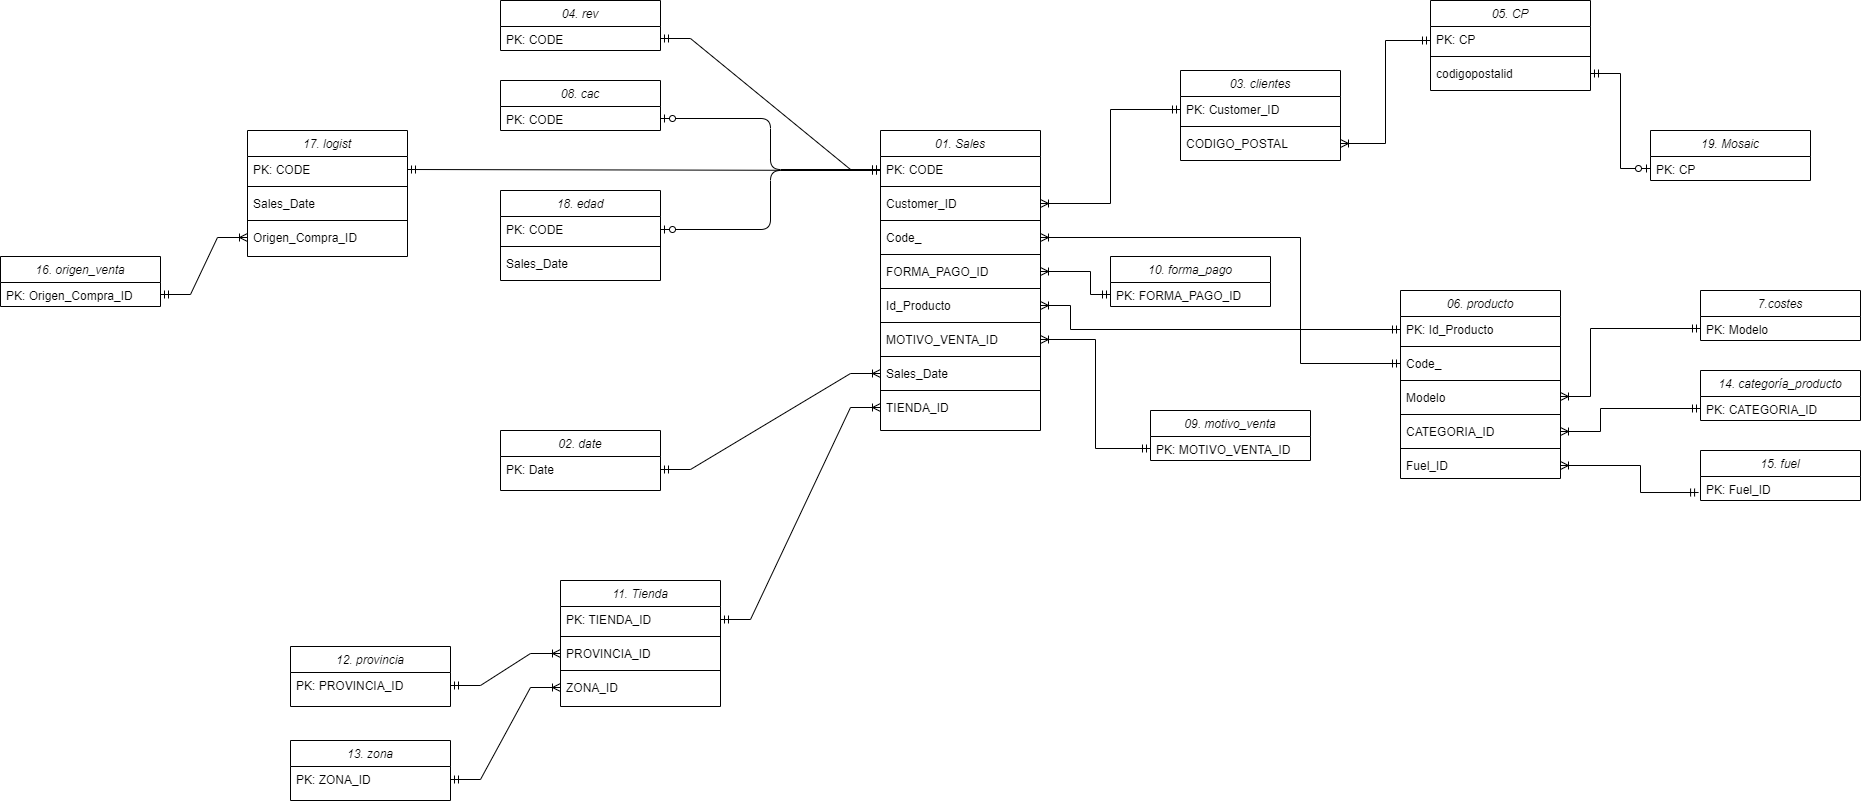 04. rev
PK: CODE
08. cac
PK: CODE
17. logist
PK: CODE
Sales_Date
Origen_Compra_ID
18. edad
PK: CODE
Sales_Date
16. origen_venta
PK: Origen_Compra_ID
01. Sales
PK: CODE
Customer_ID
Code_
FORMA_PAGO_ID
Id_Producto
MOTIVO_VENTA_ID
Sales_Date
TIENDA_ID
03. clientes
PK: Customer_ID
CODIGO_POSTAL
05. CP
PK: CP
codigopostalid
19. Mosaic
PK: CP
10. forma_pago
PK: FORMA_PAGO_ID
06. producto
PK: Id_Producto
Code_
Modelo
CATEGORIA_ID
Fuel_ID
7.costes
PK: Modelo
14. categoría_producto
PK: CATEGORIA_ID
15. fuel
PK: Fuel_ID
09. motivo_venta
PK: MOTIVO_VENTA_ID
02. date
PK: Date
11. Tienda
PK: TIENDA_ID
PROVINCIA_ID
ZONA_ID
12. provincia
PK: PROVINCIA_ID
13. zona
PK: ZONA_ID